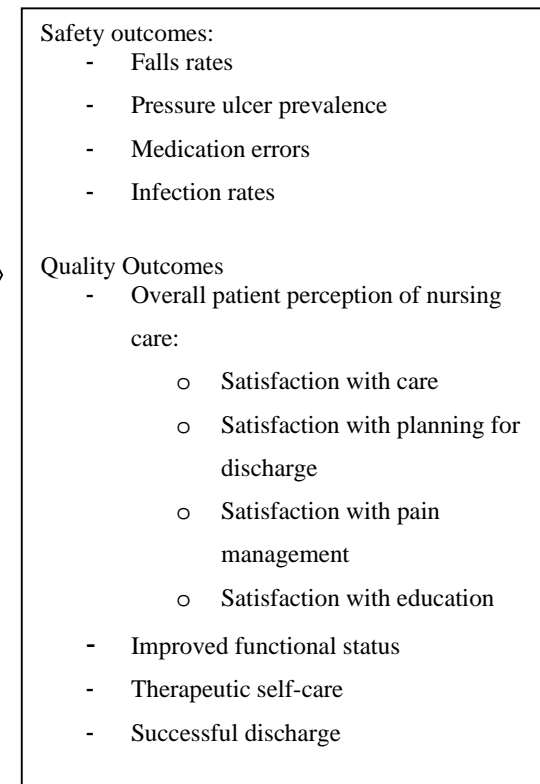 Safety outcomes:
- Falls rates
- Pressure ulcer prevalence
- Medication errors
- Infection rates
Quality Outcomes
- Overall patient perception of nursing
care:
o Satisfaction with care
o Satisfaction with planning for
discharge
o Satisfaction with pain
management
o Satisfaction with education
- Improved functional status
- Therapeutic self-care
- Successful discharge